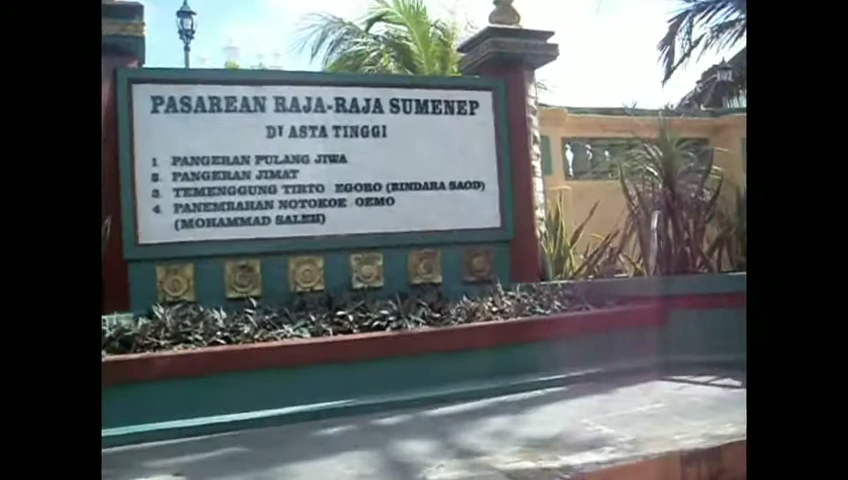 PASAREAN RAJA-RAJA SUMENEP
DI ASTA TINGGI
1. PANGERAN PULANG JIWA
2. PANGERAN JIMAT
3. TEMENGGUNG TIRTO EGORO (BINDARA SAOD)
4. PANEMBAHAN NOTOKOE OEMO
(MOHAMMAD SALEH)